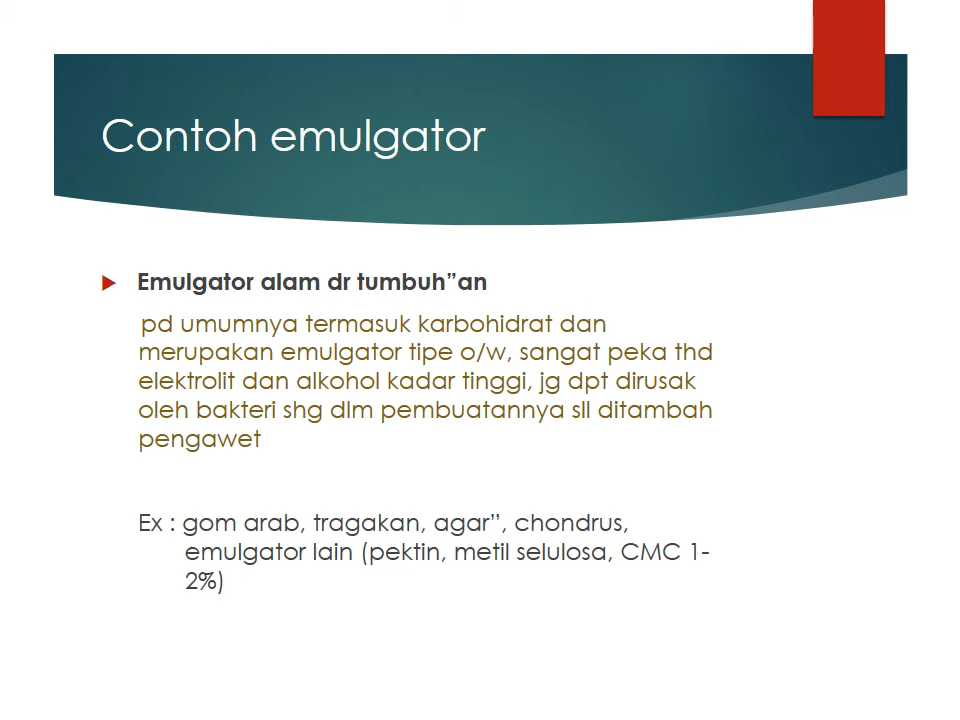 Contoh emulgator
Emulgator alam dr tumbuh”an
pd umumnya termasuk karbohidrat dan
merupakan emulgator tipe o/w, sangat peka thd
elektrolit dan alkohol kadar tinggi, jg dpt dirusak
oleh bakteri shg dlm pembuatannya sll ditambah
pengawet
Ex : gom arab, tragakan, agar”, chondrus,
emulgator lain (pektin, metil selulosa, CMC 1-
2%)